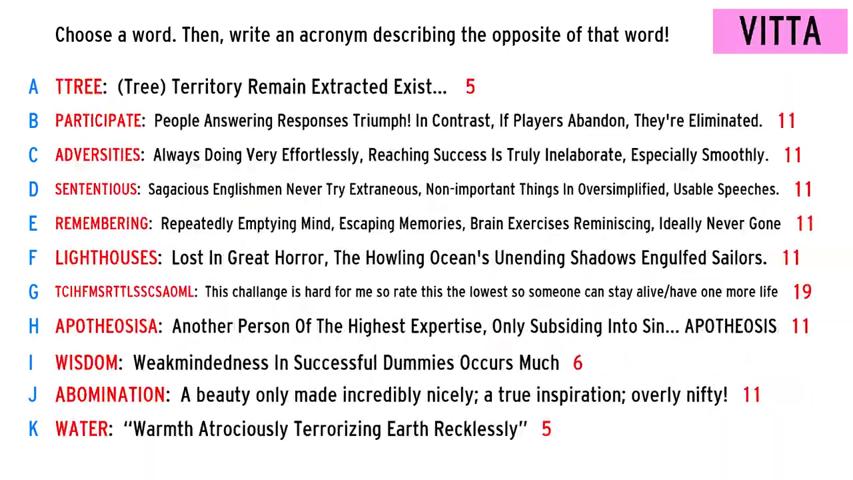 Choose a word. Then, write an acronym describing the opposite of that word!
VITTA
A TTREE: (Tree) Territory Remain Extracted Exist... 5
B PARTICIPATE: People Answering Responses Triumph! In Contrast, If Players Abandon, They're Eliminated. 11
C ADVERSITIES: Always Doing Very Effortlessly, Reaching Success Is Truly Inelaborate, Especially Smoothly. 11
D SENTENTIOUS: Sagacious Englishmen Never Try Extraneous, Non-important Things In Oversimplified, Usable Speeches. 11
E REMEMBERING: Repeatedly Emptying Mind, Escaping Memories, Brain Exercises Reminiscing, Ideally Never Gone 11
F LIGHTHOUSES: Lost In Great Horror, The Howling Ocean's Unending Shadows Engulfed Sailors. 11
G TCIHFMSRTTLSSCSAOML: This challange is hard for me so rate this the lowest so someone can stay alive/have one more life 19
H APOTHEOSISA: Another Person Of The Highest Expertise, Only Subsiding Into Sin... APOTHEOSIS 11
I WISDOM: Weakmindedness In Successful Dummies Occurs Much 6
J ABOMINATION: A beauty only made incredibly nicely; a true inspiration; overly nifty! 11
K WATER: “Warmth Atrociously Terrorizing Earth Recklessly” 5